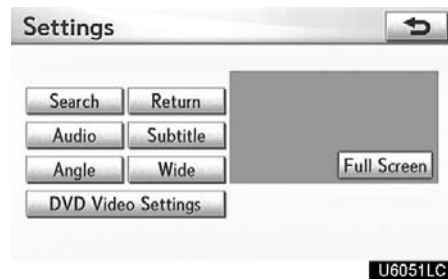 Settings
Search Return
Audio Subtitle
Angle Wide
Full Screen
DVD Video Settings
U6051LC